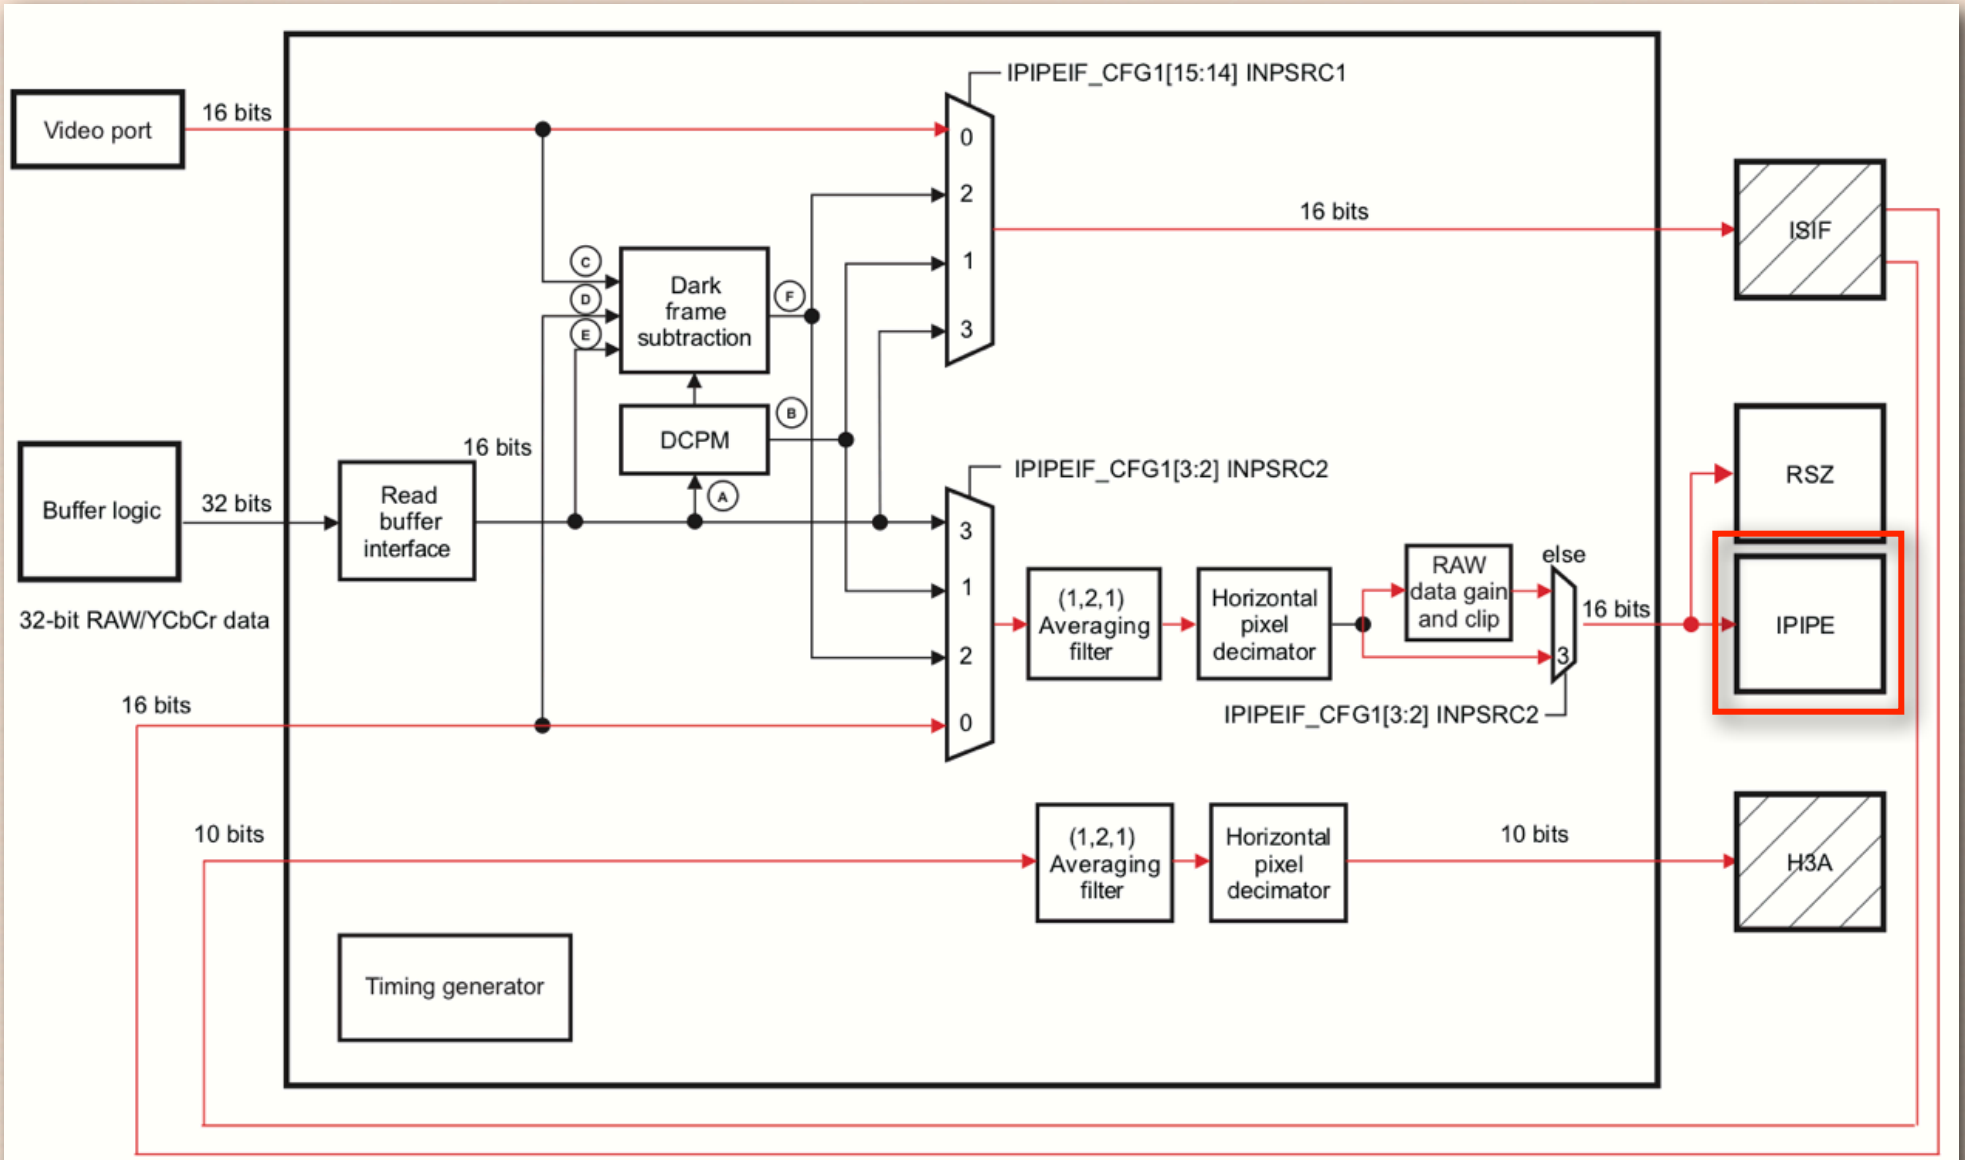 IPIPEIF_CFG1[15:14] INPSRC1
16 bits
Video port
0
2
16 bits
ISIF
C
1
Dark
frame
subtraction
D
F
E
3
B
DCPM
16 bits
IPIPEIF_CFG1[3:2] INPSRC2
RSZ
A
Buffer logic
32 bits
Read
buffer
interface
3
else
RAW
data gain
and clip
1
(1,2,1)
Averaging
filter
Horizontal
pixel
decimator
16 bits
IPIPE
32-bit RAW/YCbCr data
2
3
16 bits
0
IPIPEIF_CFG1[3:2] INPSRC2
10 bits
(1,2,1)
Averaging
filter
Horizontal
pixel
decimator
10 bits
H3A
Timing generator